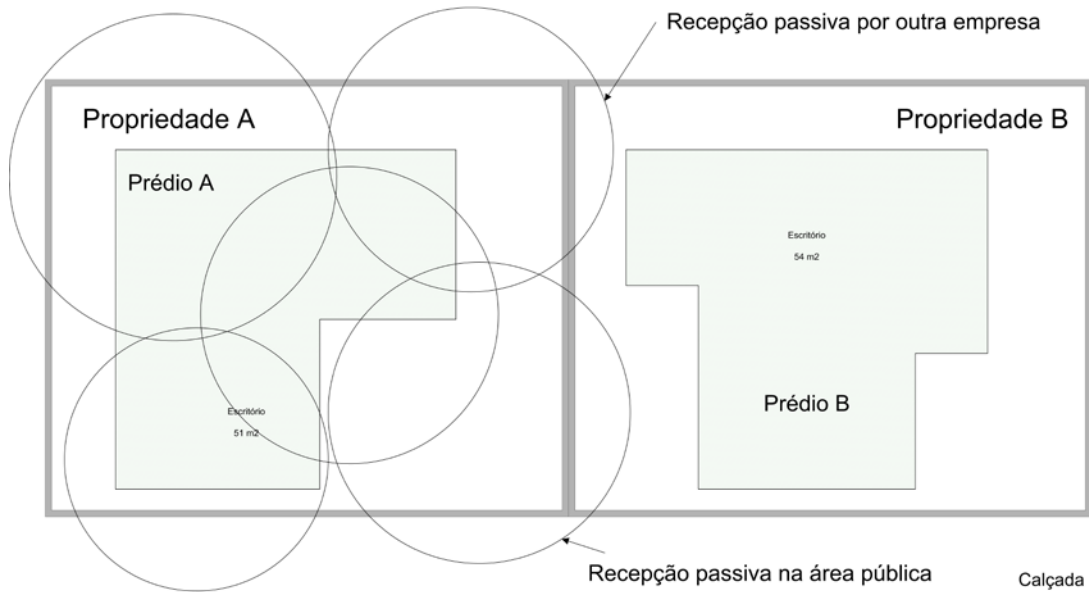 Recepção passiva por outra empresa
Propriedade A
Propriedade B
Prédio A
Escritório
54 m2
Prédio B
Escritório
51 m2
Recepção passiva na área pública
Calçada